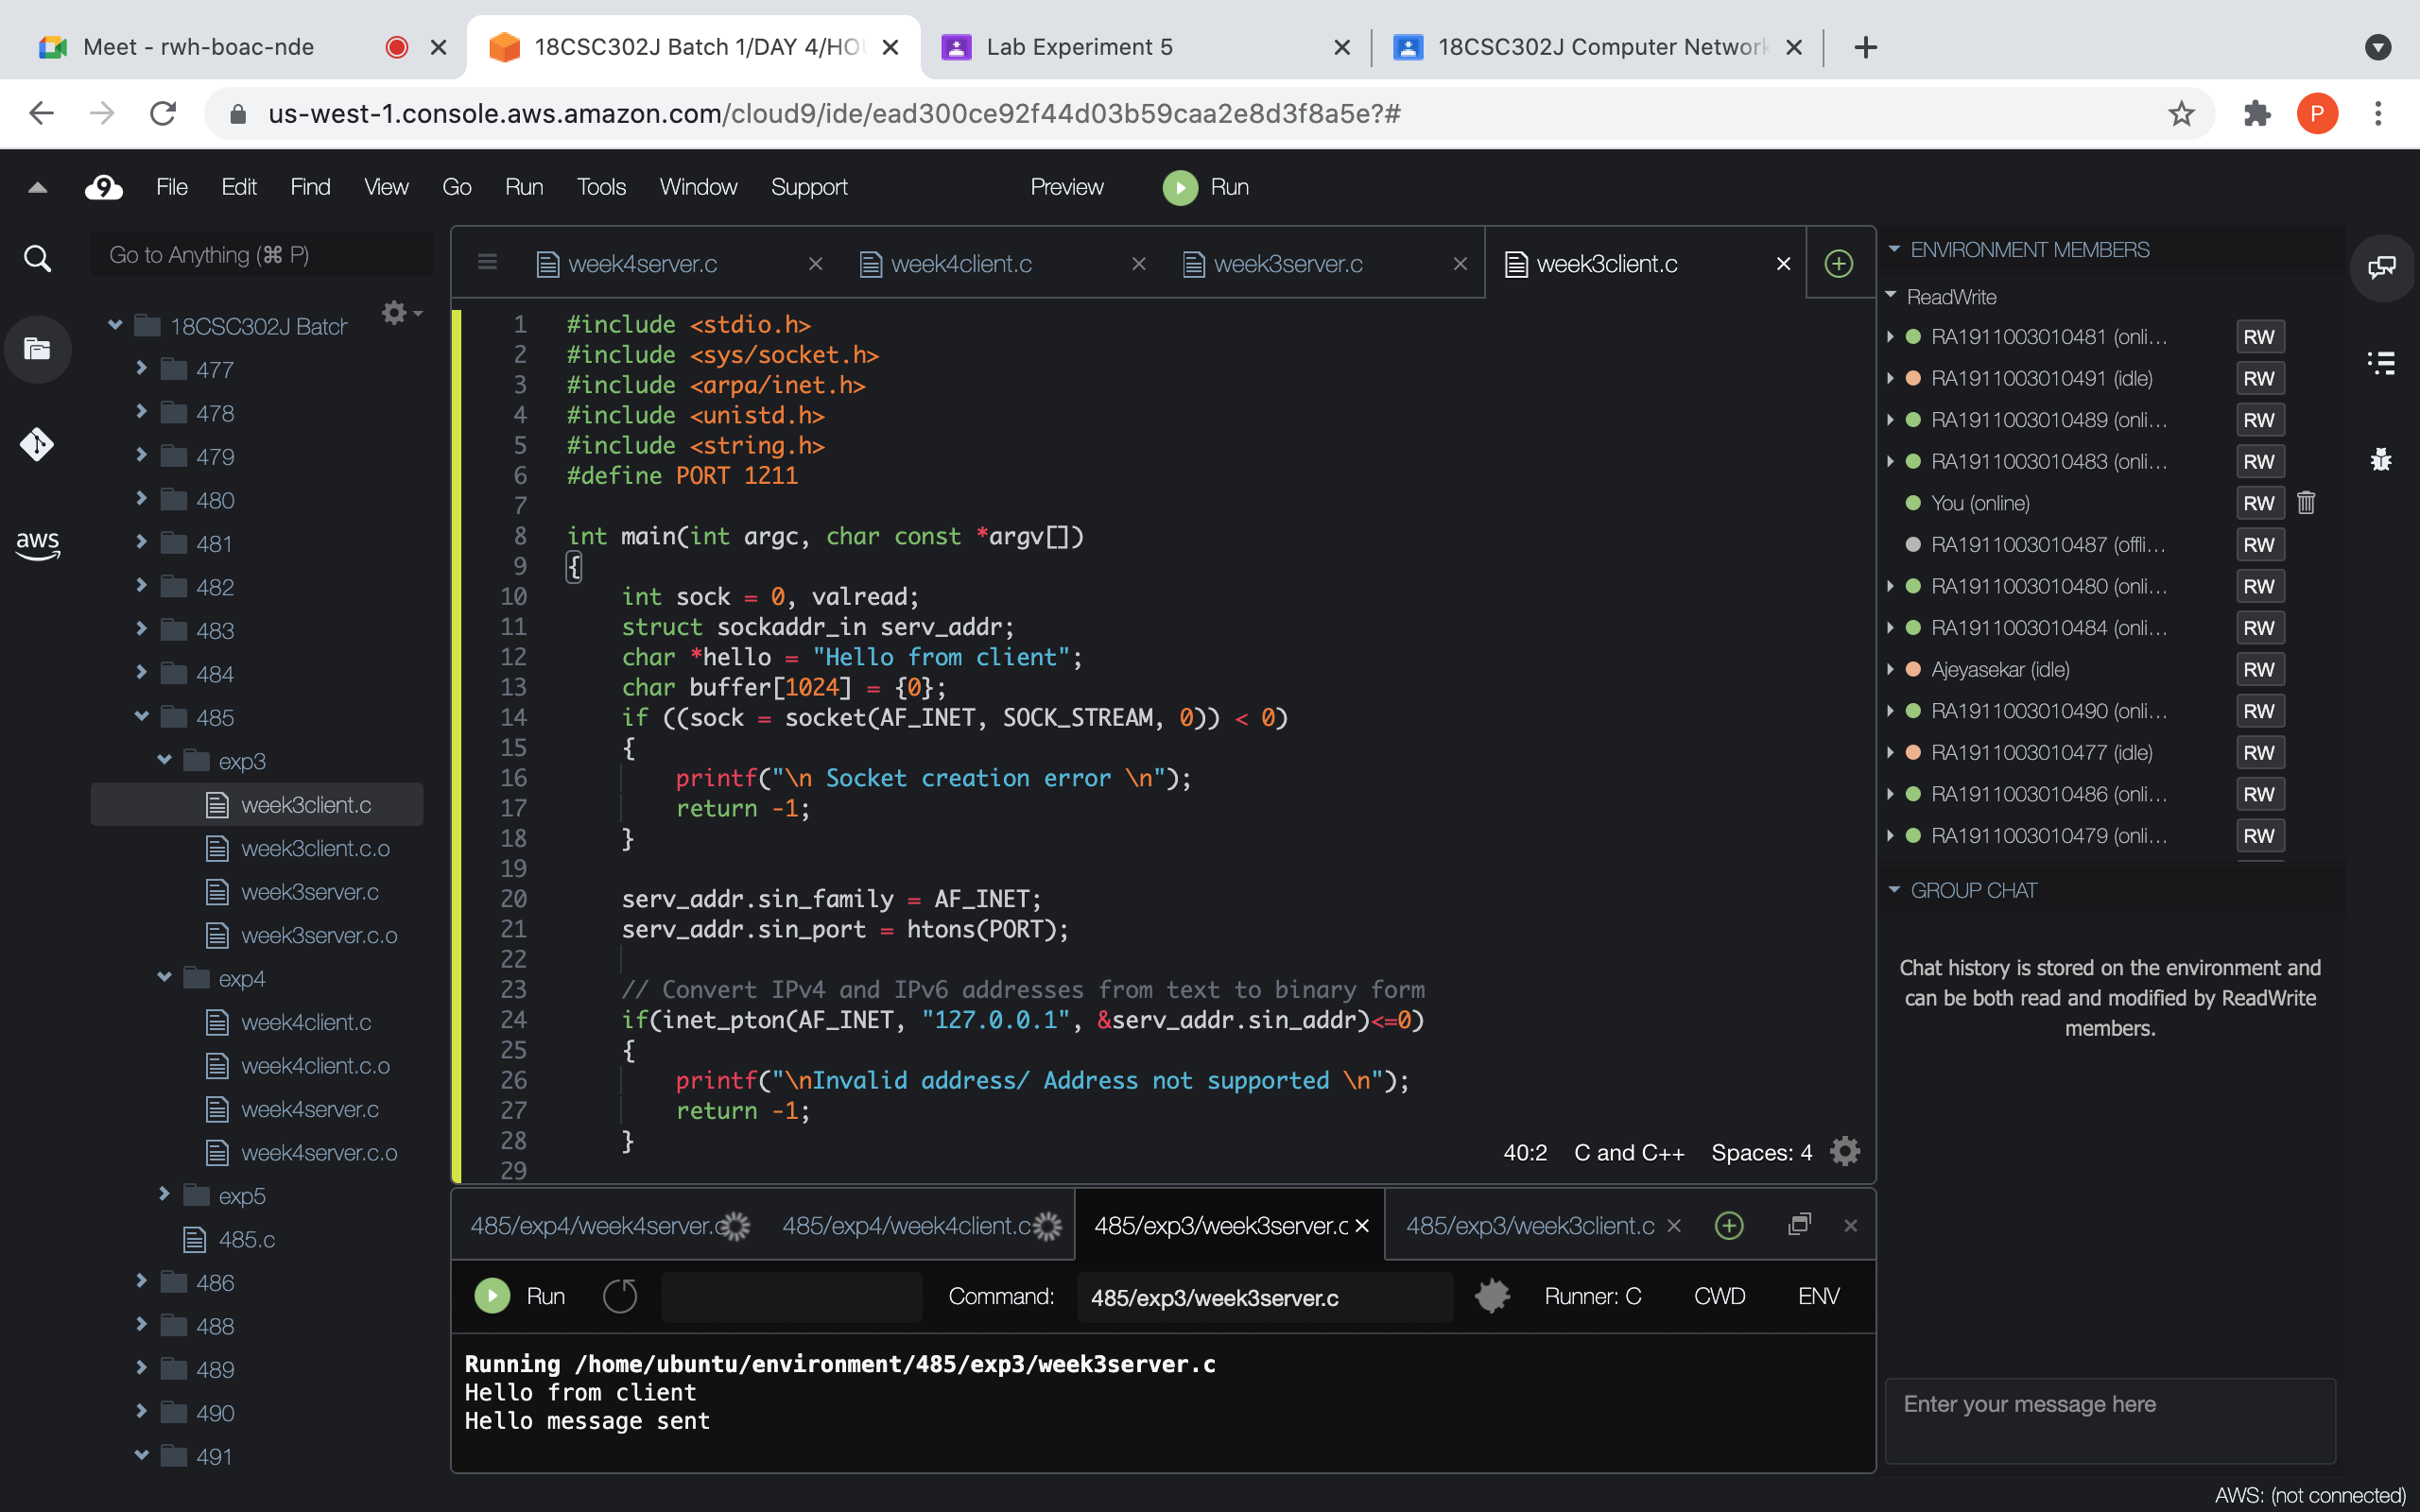 Meet - rwh-boac-nde
18CSC302J Batch 1/DAY 4/HO
Lab Experiment 5
18CSC302J Computer Network
us-west-1.console.aws.amazon.com/cloud9/ide/ead300ce92f44d03b59caa2e8d3f8a5e?#
P
9 File Edit Find View Go Run Tools Window Support Preview Run
Go to Anything (⌘ P)
aws
18CSC302J Batch
477
478
479
480
481
482
483
484
485
exp3
week3client.c
week3client.c.o
week3server.c
week3server.c.o
exp4
week4client.c
week4client.c.o
week4server.c
week4server.c.o
exp5
485.c
486
488
489
490
491
week4server.c week4client.c week3server.c week3client.c
1 #include <stdio.h>
2 #include <sys/socket.h>
3 #include <arpa/inet.h>
4 #include <unistd.h>
5 #include <string.h>
6 #define PORT 1211
7
8 int main(int argc, char const *argv[])
9 {
10 int sock = 0, valread;
11 struct sockaddr_in serv_addr;
12 char *hello = "Hello from client";
13 char buffer[1024] = {0};
14 if ((sock = socket(AF_INET, SOCK_STREAM, 0)) < 0)
15 {
16 printf("\n Socket creation error \n");
17 return -1;
18 }
19
20 serv_addr.sin_family = AF_INET;
21 serv_addr.sin_port = htons(PORT);
22
23 // Convert IPv4 and IPv6 addresses from text to binary form
24 if(inet_pton(AF_INET, "127.0.0.1", &serv_addr.sin_addr)<=0)
25 {
26 printf("\nInvalid address/ Address not supported \n");
27 return -1;
28 }
29
40:2 C and C++ Spaces: 4
485/exp4/week4server.c 485/exp4/week4client.c 485/exp3/week3server.c 485/exp3/week3client.c
Run Command: 485/exp3/week3server.c Runner: C CWD ENV
Running /home/ubuntu/environment/485/exp3/week3server.c
Hello from client
Hello message sent
ENVIRONMENT MEMBERS
ReadWrite
RA1911003010481 (onli... RW
RA1911003010491 (idle) RW
RA1911003010489 (onli... RW
RA1911003010483 (onli... RW
You (online) RW
RA1911003010487 (offli... RW
RA1911003010480 (onli... RW
RA1911003010484 (onli... RW
Ajeyasekar (idle) RW
RA1911003010490 (onli... RW
RA1911003010477 (idle) RW
RA1911003010486 (onli... RW
RA1911003010479 (onli... RW
GROUP CHAT
Chat history is stored on the environment and
can be both read and modified by ReadWrite
members.
Enter your message here
AWS: (not connected)